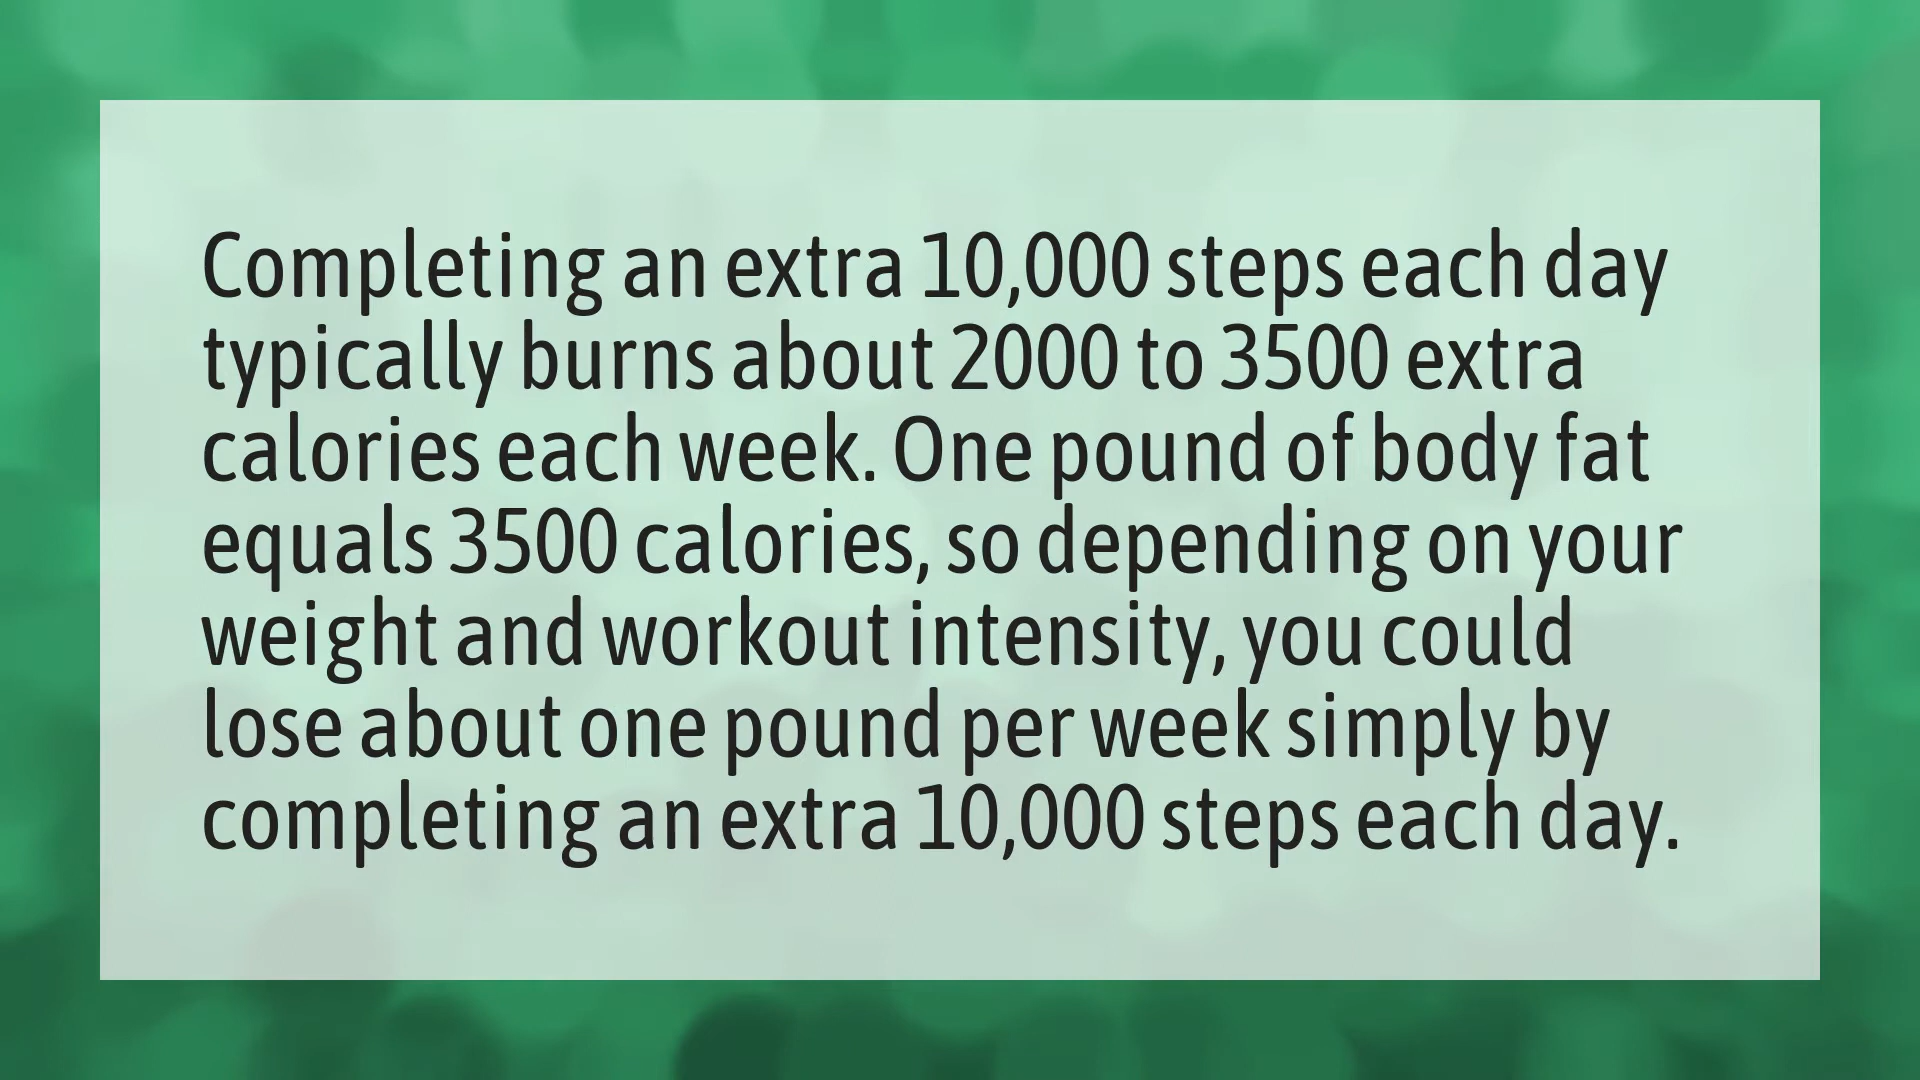 Completing an extra 10,000 steps each day
typically burns about 2000 to 3500 extra
calories each week. One pound of body fat
equals 3500 calories, so depending on your
weight and workout intensity, you could
lose about one pound per week simply by
completing an extra 10,000 steps each day.